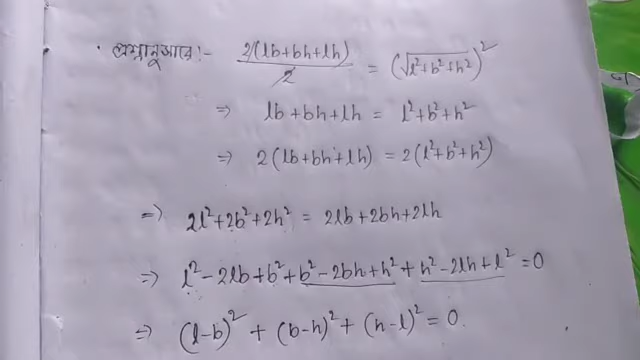 • প্রশ্নানুসারে:- 2(lb+bh+lh)/2 = (√l²+b²+h²)²
⇒ lb+bh+lh = l²+b²+h²
⇒ 2(lb+bh+lh) = 2(l²+b²+h²)
⇒ 2l²+2b²+2h² = 2lb+2bh+2lh
⇒ l²-2lb+b²+b²-2bh+h²+h²-2lh+l² = 0
⇒ (l-b)²+(b-h)²+(h-l)² = 0.